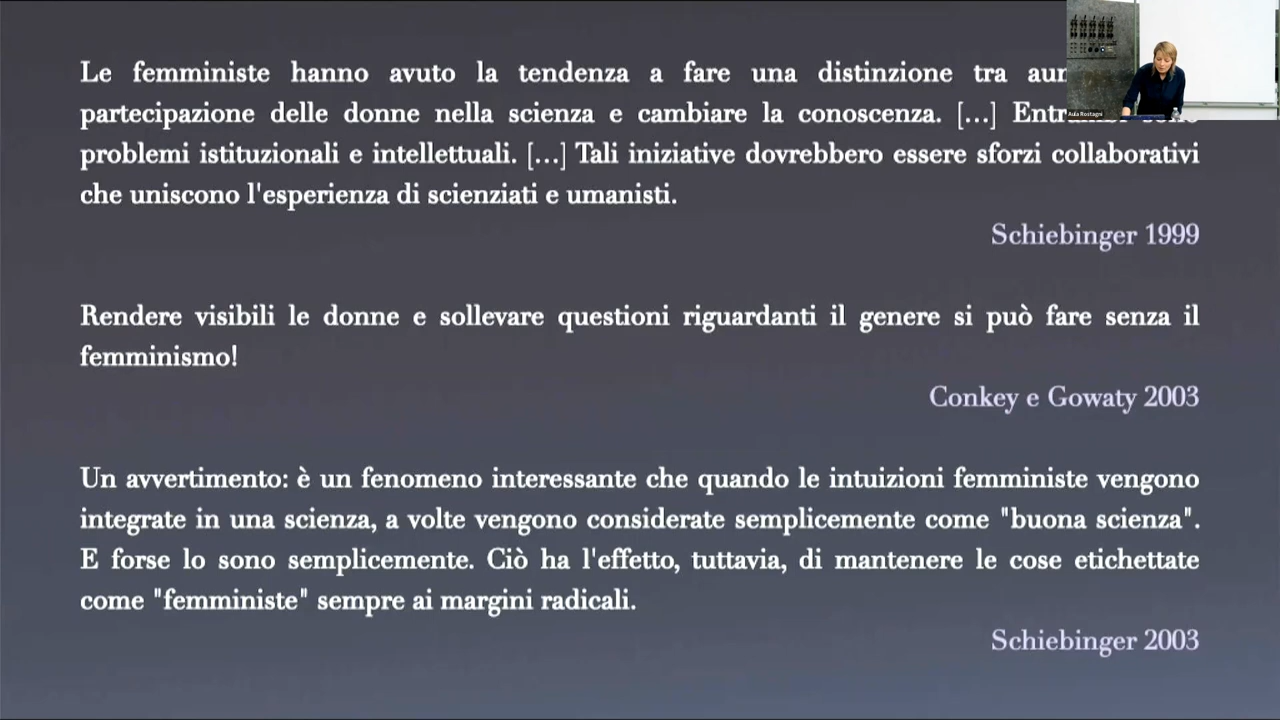 Le femministe hanno avuto la tendenza a fare una distinzione tra
partecipazione delle donne nella scienza e cambiare la conoscenza. [...]
problemi istituzionali e intellettuali. [...] Tali iniziative dovrebbero essere sforzi collaborativi
che uniscono l'esperienza di scienziati e umanisti.
Schiebinger 1999
Rendere visibili le donne e sollevare questioni riguardanti il genere si può fare senza il
femminismo!
Conkey e Gowaty 2003
Un avvertimento: è un fenomeno interessante che quando le intuizioni femministe vengono
integrate in una scienza, a volte vengono considerate semplicemente come "buona scienza".
E forse lo sono semplicemente. Ciò ha l'effetto, tuttavia, di mantenere le cose etichettate
come "femministe" sempre ai margini radicali.
Schiebinger 2003
Aula Rostagni